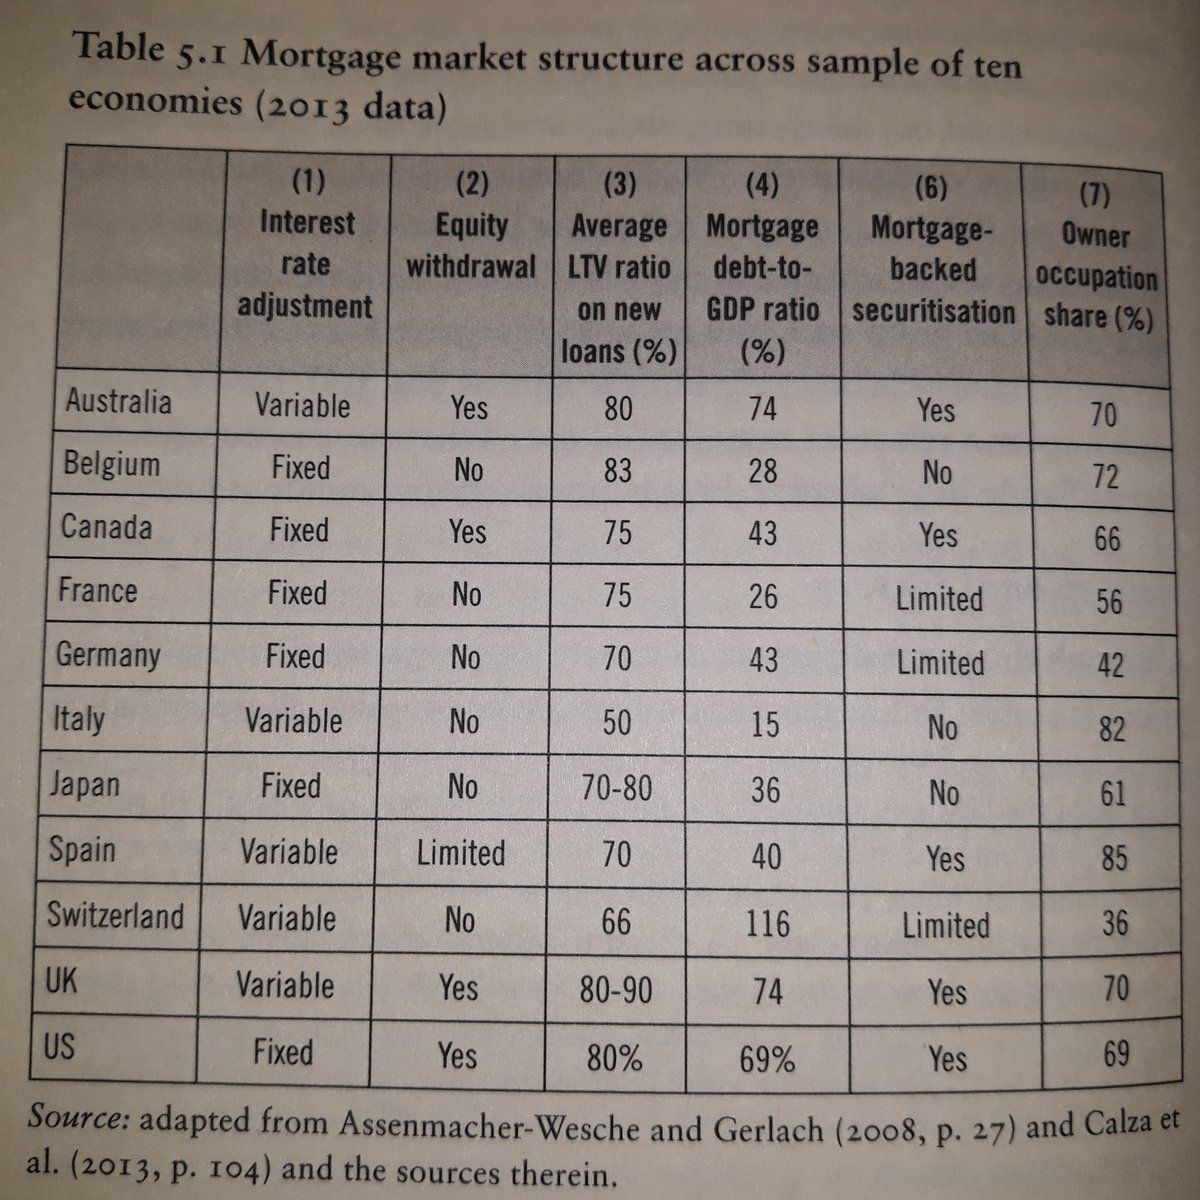 Table 5.1 Mortgage market structure across sample of ten
economies (2013 data)
(1) Interest rate adjustment (2) Equity withdrawal (3) Average LTV ratio on new loans (%) (4) Mortgage debt-to-GDP ratio (%) (6) Mortgage-backed securitisation (7) Owner occupation share (%)
Australia Variable Yes 80 74 Yes 70
Belgium Fixed No 83 28 No 72
Canada Fixed Yes 75 43 Yes 66
France Fixed No 75 26 Limited 56
Germany Fixed No 70 43 Limited 42
Italy Variable No 50 15 No 82
Japan Fixed No 70-80 36 No 61
Spain Variable Limited 70 40 Yes 85
Switzerland Variable No 66 116 Limited 36
UK Variable Yes 80-90 74 Yes 70
US Fixed Yes 80% 69% Yes 69
Source: adapted from Assenmacher-Wesche and Gerlach (2008, p. 27) and Calza et
al. (2013, p. 104) and the sources therein.